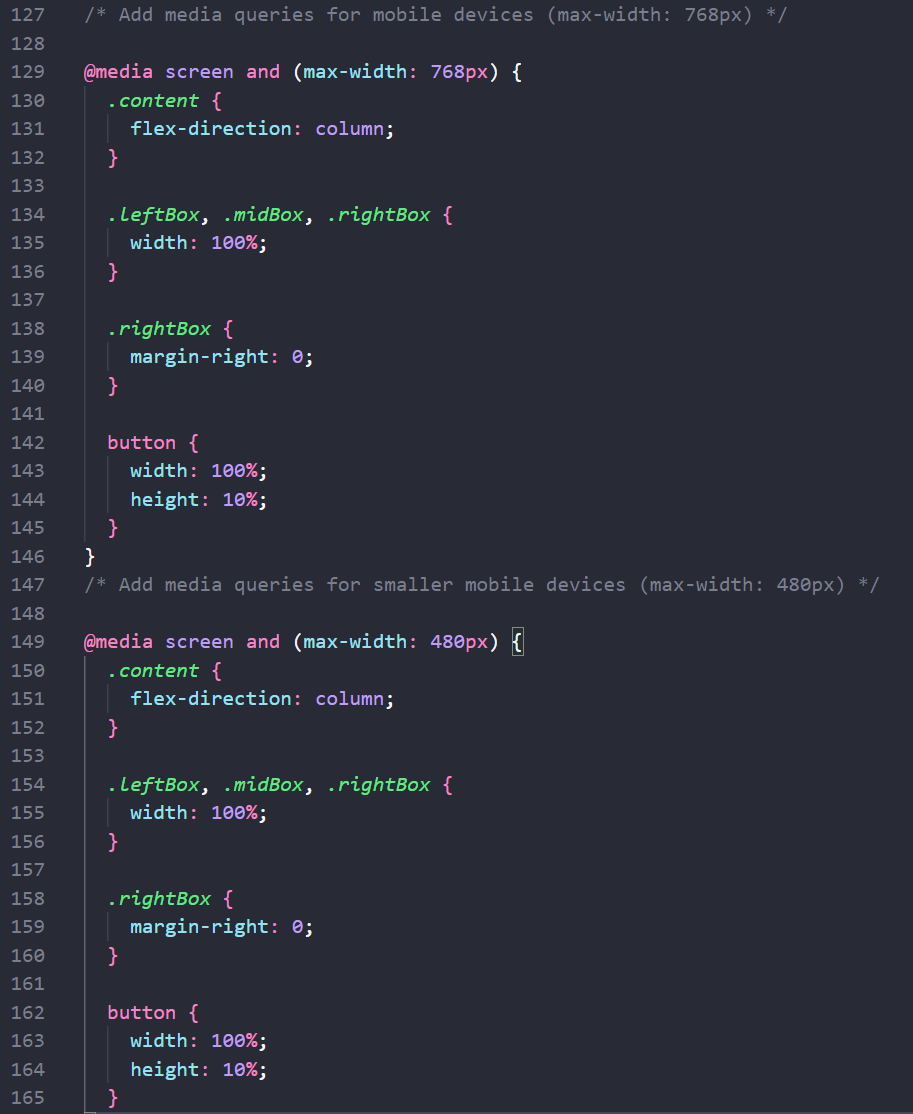 127 /* Add media queries for mobile devices (max-width: 768px) */
128
129 @media screen and (max-width: 768px) {
130   .content {
131     flex-direction: column;
132   }
133
134   .leftBox, .midBox, .rightBox {
135     width: 100%;
136   }
137
138   .rightBox {
139     margin-right: 0;
140   }
141
142   button {
143     width: 100%;
144     height: 10%;
145   }
146 }
147 /* Add media queries for smaller mobile devices (max-width: 480px) */
148
149 @media screen and (max-width: 480px) {
150   .content {
151     flex-direction: column;
152   }
153
154   .leftBox, .midBox, .rightBox {
155     width: 100%;
156   }
157
158   .rightBox {
159     margin-right: 0;
160   }
161
162   button {
163     width: 100%;
164     height: 10%;
165   }